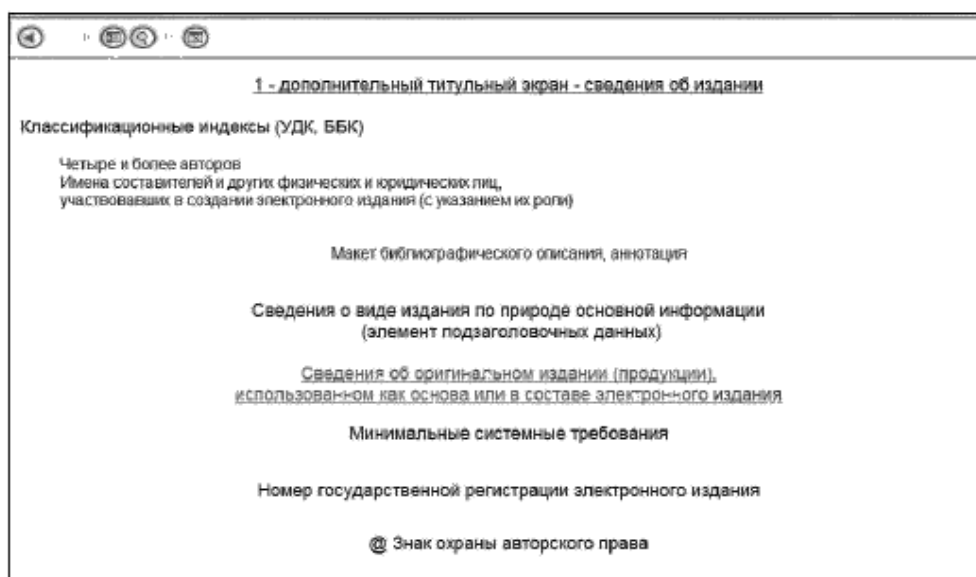 1 - дополнительный титульный экран - сведения об издании
Классификационные индексы (УДК, ББК)
Четыре и более авторов
Имена составителей и других физических и юридических лиц,
участвовавших в создании электронного издания (с указанием их роли)
Макет библиографического описания, аннотация
Сведения о виде издания по природе основной информации
(элемент подзаголовочных данных)
Сведения об оригинальном издании (продукции),
использованном как основа или в составе электронного издания
Минимальные системные требования
Номер государственной регистрации электронного издания
@ Знак охраны авторского права